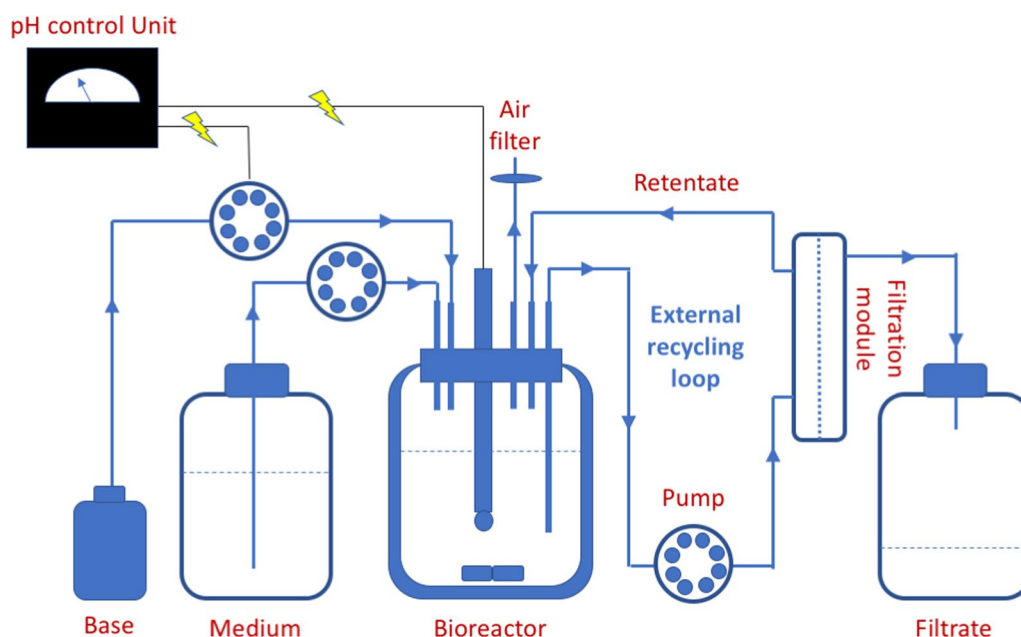 pH control Unit
Air
filter
Retentate
External
recycling
loop
Filtration
module
Pump
Base
Medium
Bioreactor
Filtrate